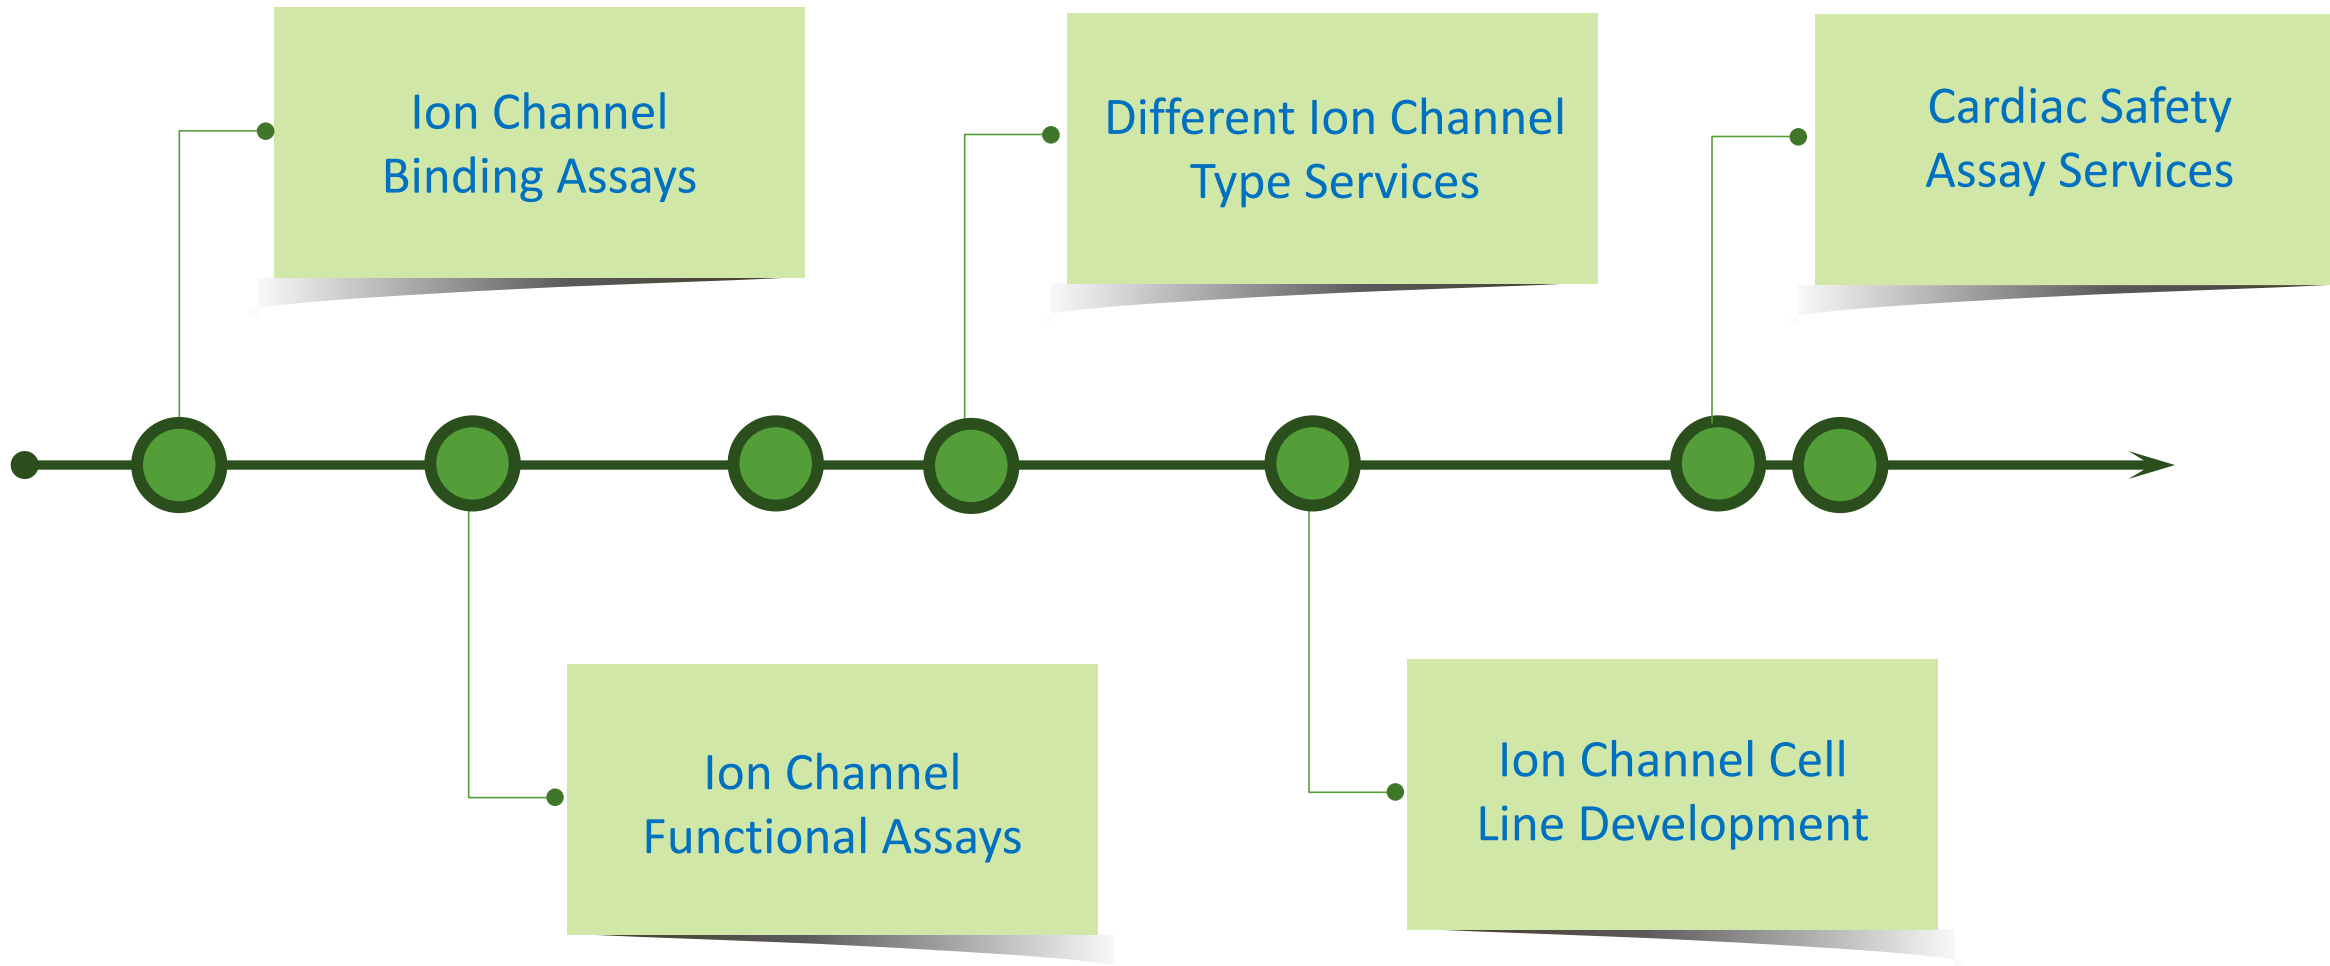 Ion Channel
Binding Assays
Different Ion Channel
Type Services
Cardiac Safety
Assay Services
Ion Channel
Functional Assays
Ion Channel Cell
Line Development